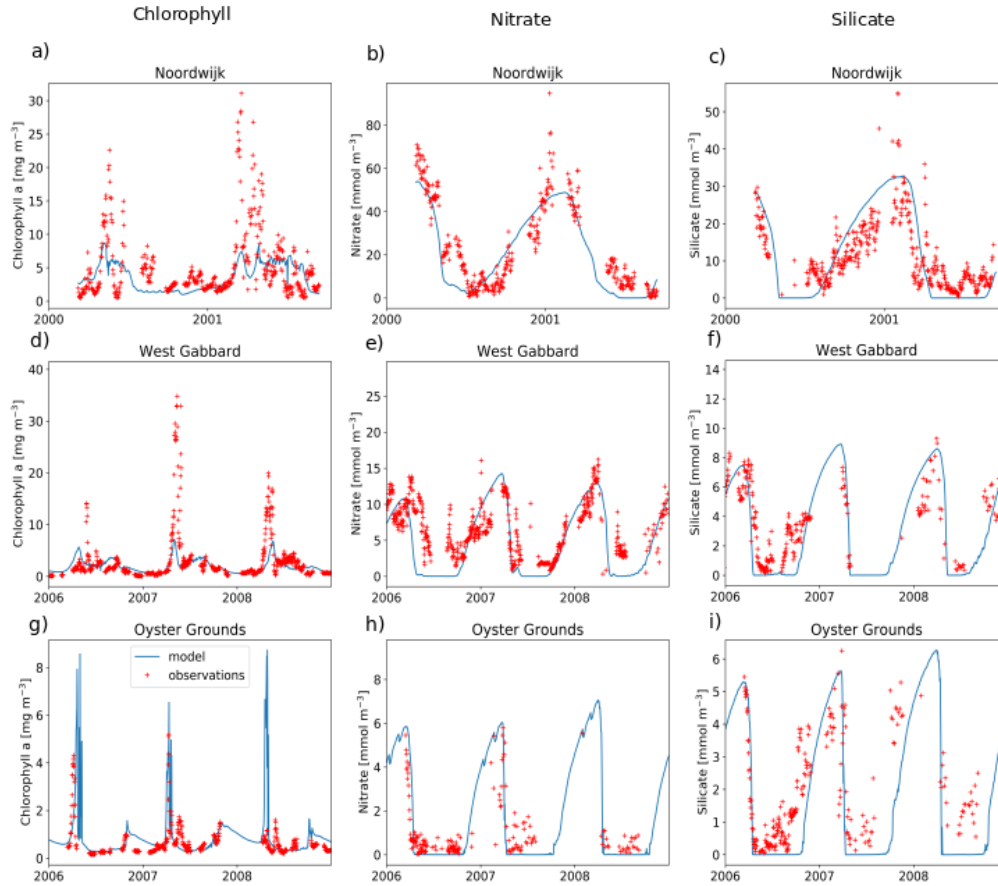 Chlorophyll
Nitrate
Silicate
a)
Noordwijk
Chlorophyll a [mg m⁻³]
30
25
20
15
10
5
0
2000
2001
b)
Noordwijk
Nitrate [mmol m⁻³]
80
60
40
20
0
2000
2001
c)
Noordwijk
Silicate [mmol m⁻³]
50
40
30
20
10
0
2000
2001
d)
West Gabbard
Chlorophyll a [mg m⁻³]
40
30
20
10
0
2006
2007
2008
e)
West Gabbard
Nitrate [mmol m⁻³]
25
20
15
10
5
0
2006
2007
2008
f)
West Gabbard
Silicate [mmol m⁻³]
14
12
10
8
6
4
2
0
2006
2007
2008
g)
Oyster Grounds
Chlorophyll a [mg m⁻³]
8
6
4
2
0
model
observations
2006
2007
2008
h)
Oyster Grounds
Nitrate [mmol m⁻³]
8
6
4
2
0
2006
2007
2008
i)
Oyster Grounds
Silicate [mmol m⁻³]
6
5
4
3
2
1
0
2006
2007
2008